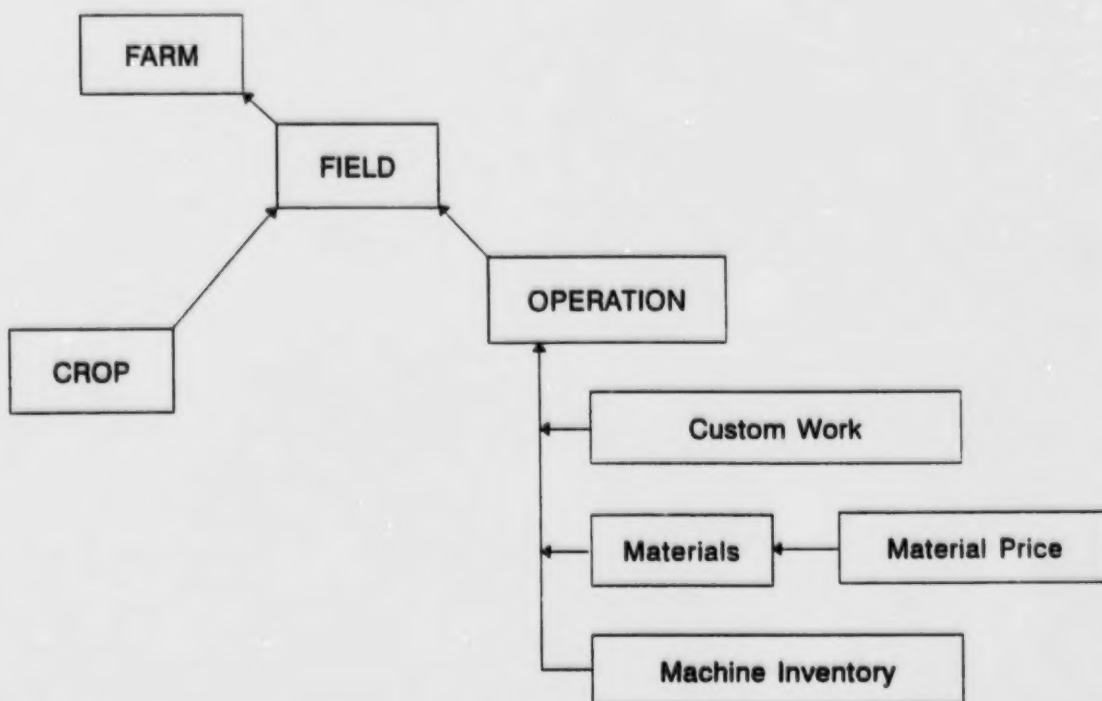 FARM
FIELD
OPERATION
CROP
Custom Work
Materials
Material Price
Machine Inventory